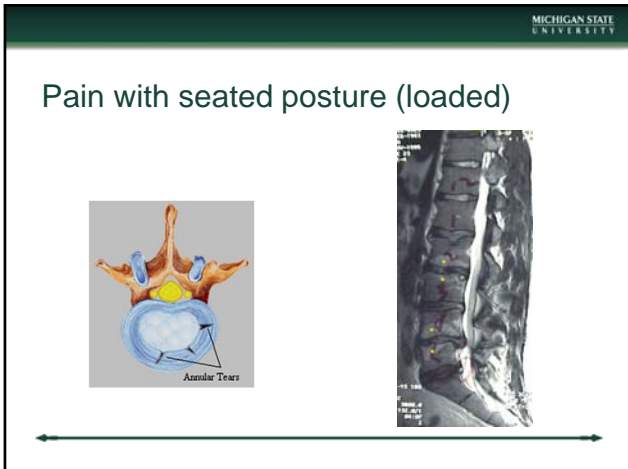 MICHIGAN STATE
UNIVERSITY
Pain with seated posture (loaded)
Annular Tears